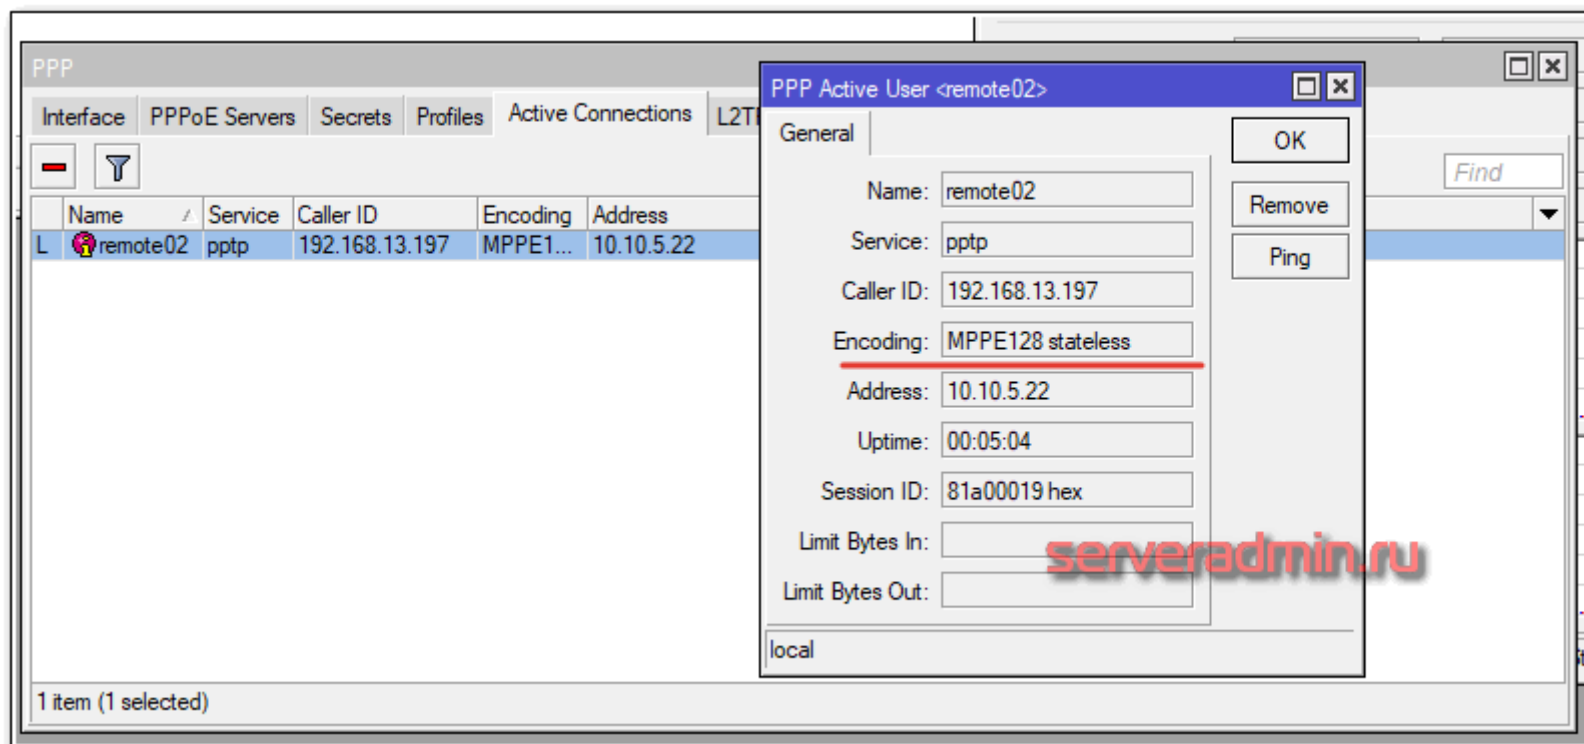 PPP
Interface PPPoE Servers Secrets Profiles Active Connections
Find
Name Service Caller ID Encoding Address
L remote02 pptp 192.168.13.197 MPPE1... 10.10.5.22
1 item (1 selected)
PPP Active User <remote02>
General
Name: remote02
Service: pptp
Caller ID: 192.168.13.197
Encoding: MPPE128 stateless
Address: 10.10.5.22
Uptime: 00:05:04
Session ID: 81a00019 hex
Limit Bytes In:
Limit Bytes Out:
local
OK
Remove
Ping
serveradmin.ru